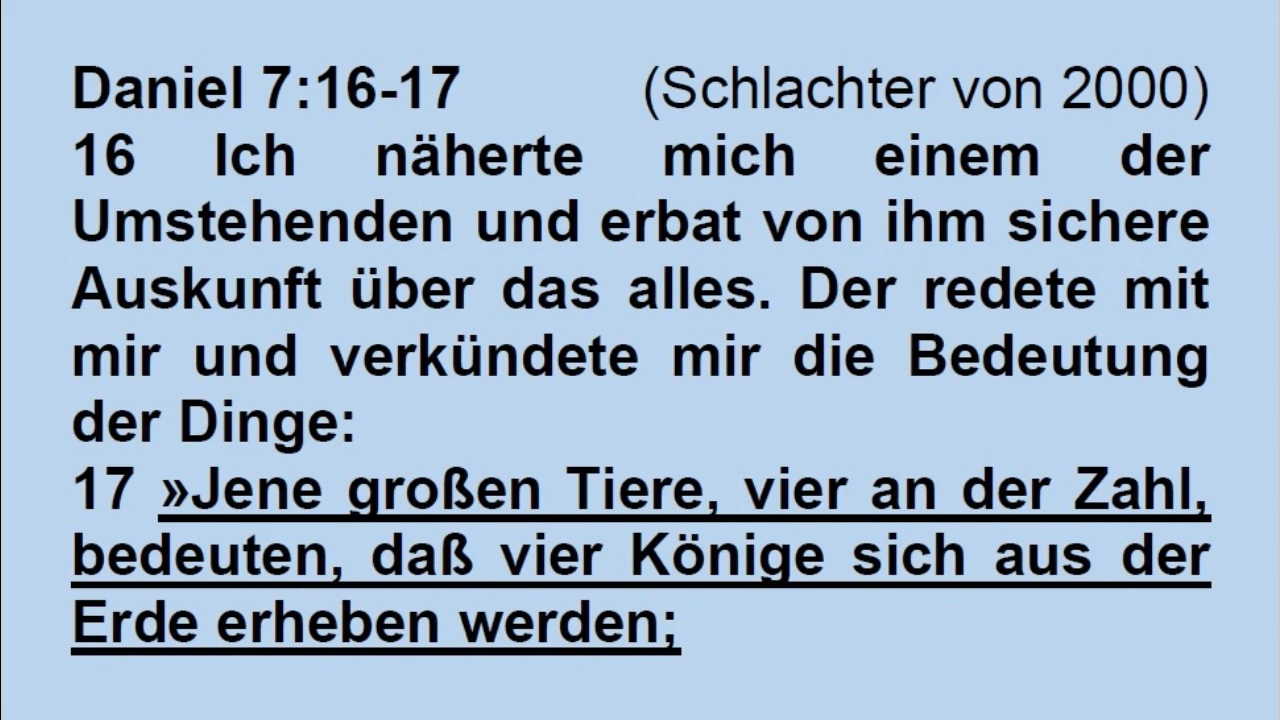 Daniel 7:16-17 (Schlachter von 2000)
16 Ich näherte mich einem der
Umstehenden und erbat von ihm sichere
Auskunft über das alles. Der redete mit
mir und verkündete mir die Bedeutung
der Dinge:
17 »Jene großen Tiere, vier an der Zahl,
bedeuten, daß vier Könige sich aus der
Erde erheben werden;